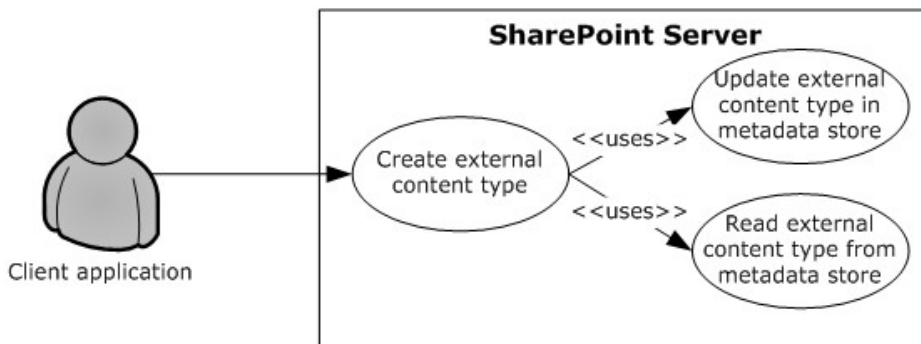 SharePoint Server
Update external
content type in
metadata store
<<uses>>
Create external
content type
<<uses>>
Read external
content type from
metadata store
Client application